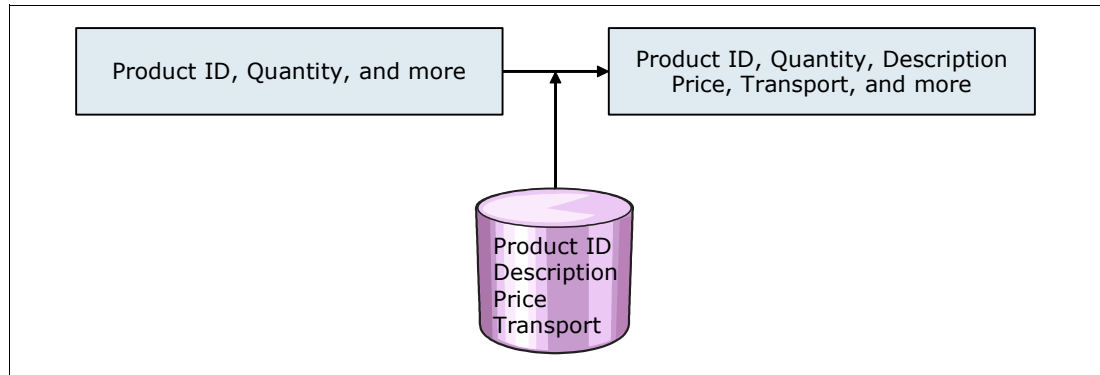 Product ID, Quantity, and more
Product ID, Quantity, Description
Price, Transport, and more
Product ID
Description
Price
Transport